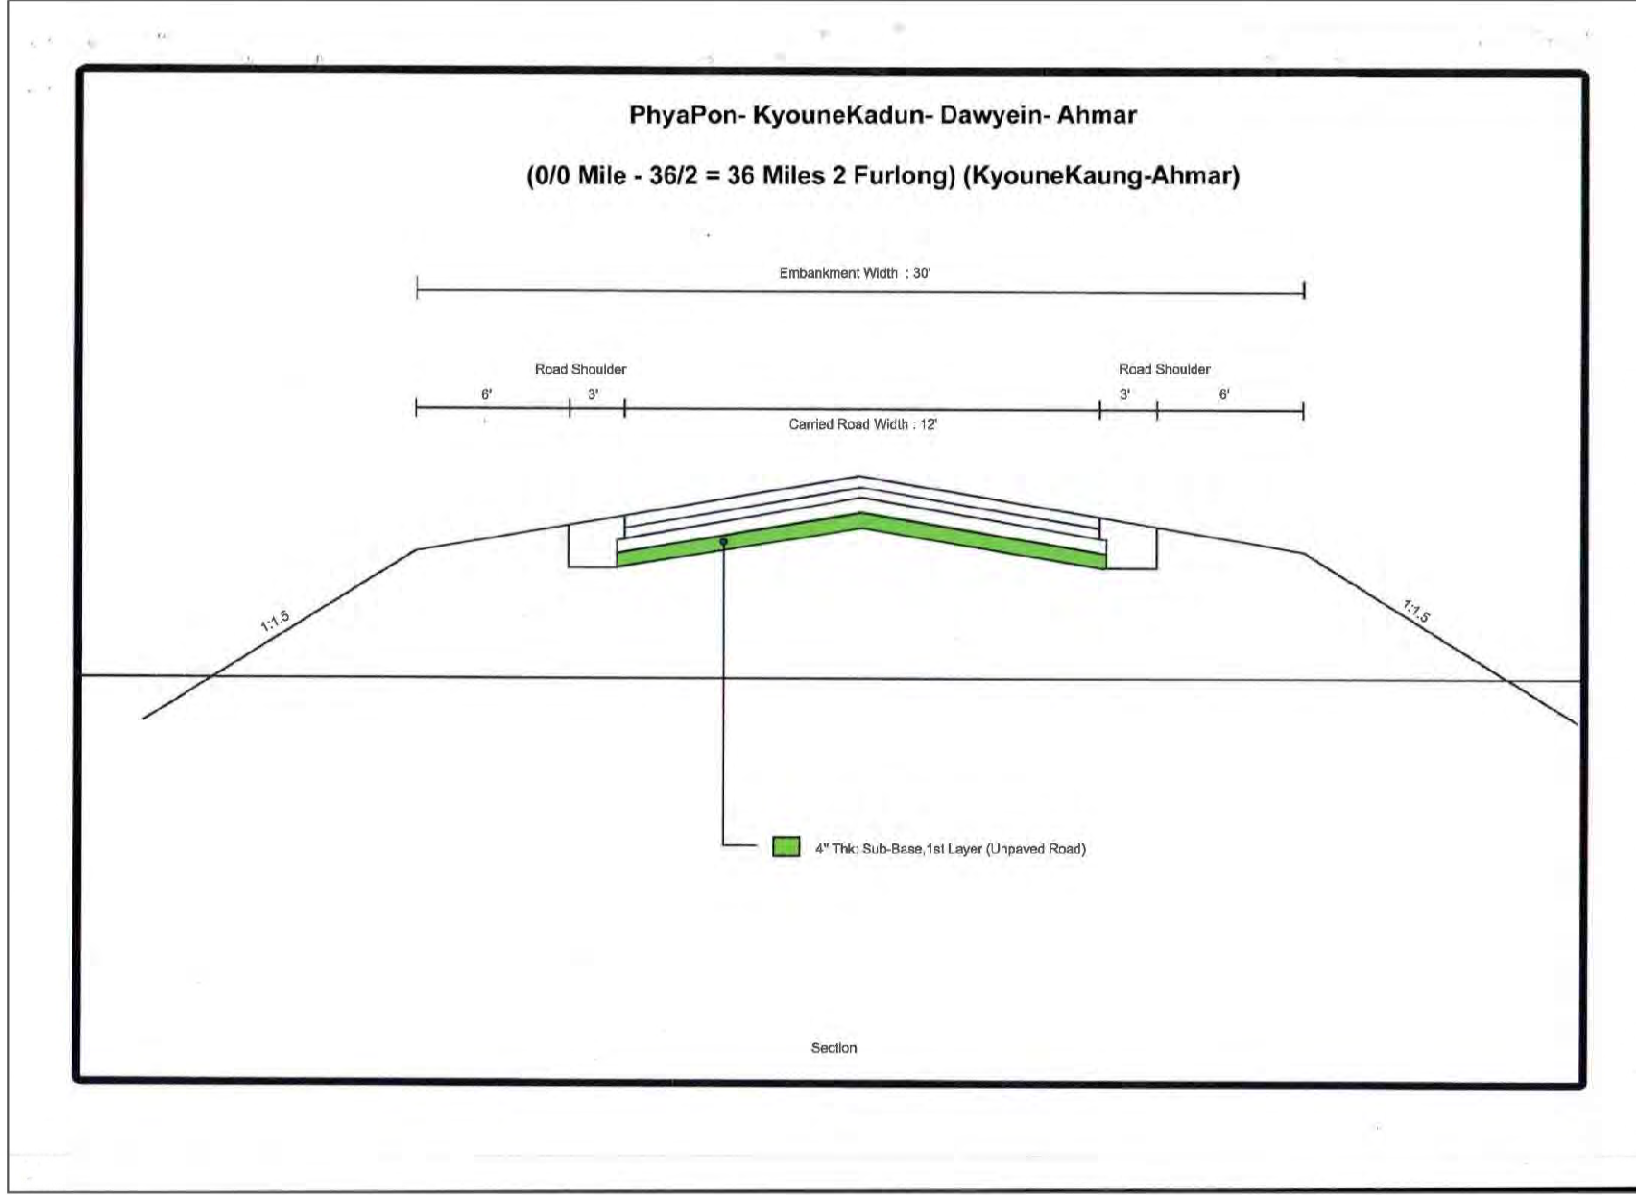 PhyaPon- KyouneKadun- Dawyein- Ahmar
(0/0 Mile - 36/2 = 36 Miles 2 Furlong) (KyouneKaung-Ahmar)
Embankment Width : 30'
Road Shoulder
Road Shoulder
6'
3'
3'
6'
Carried Road Width : 12'
1:1.5
1:1.5
4" Thk: Sub-Base,1st Layer (Unpaved Road)
Section